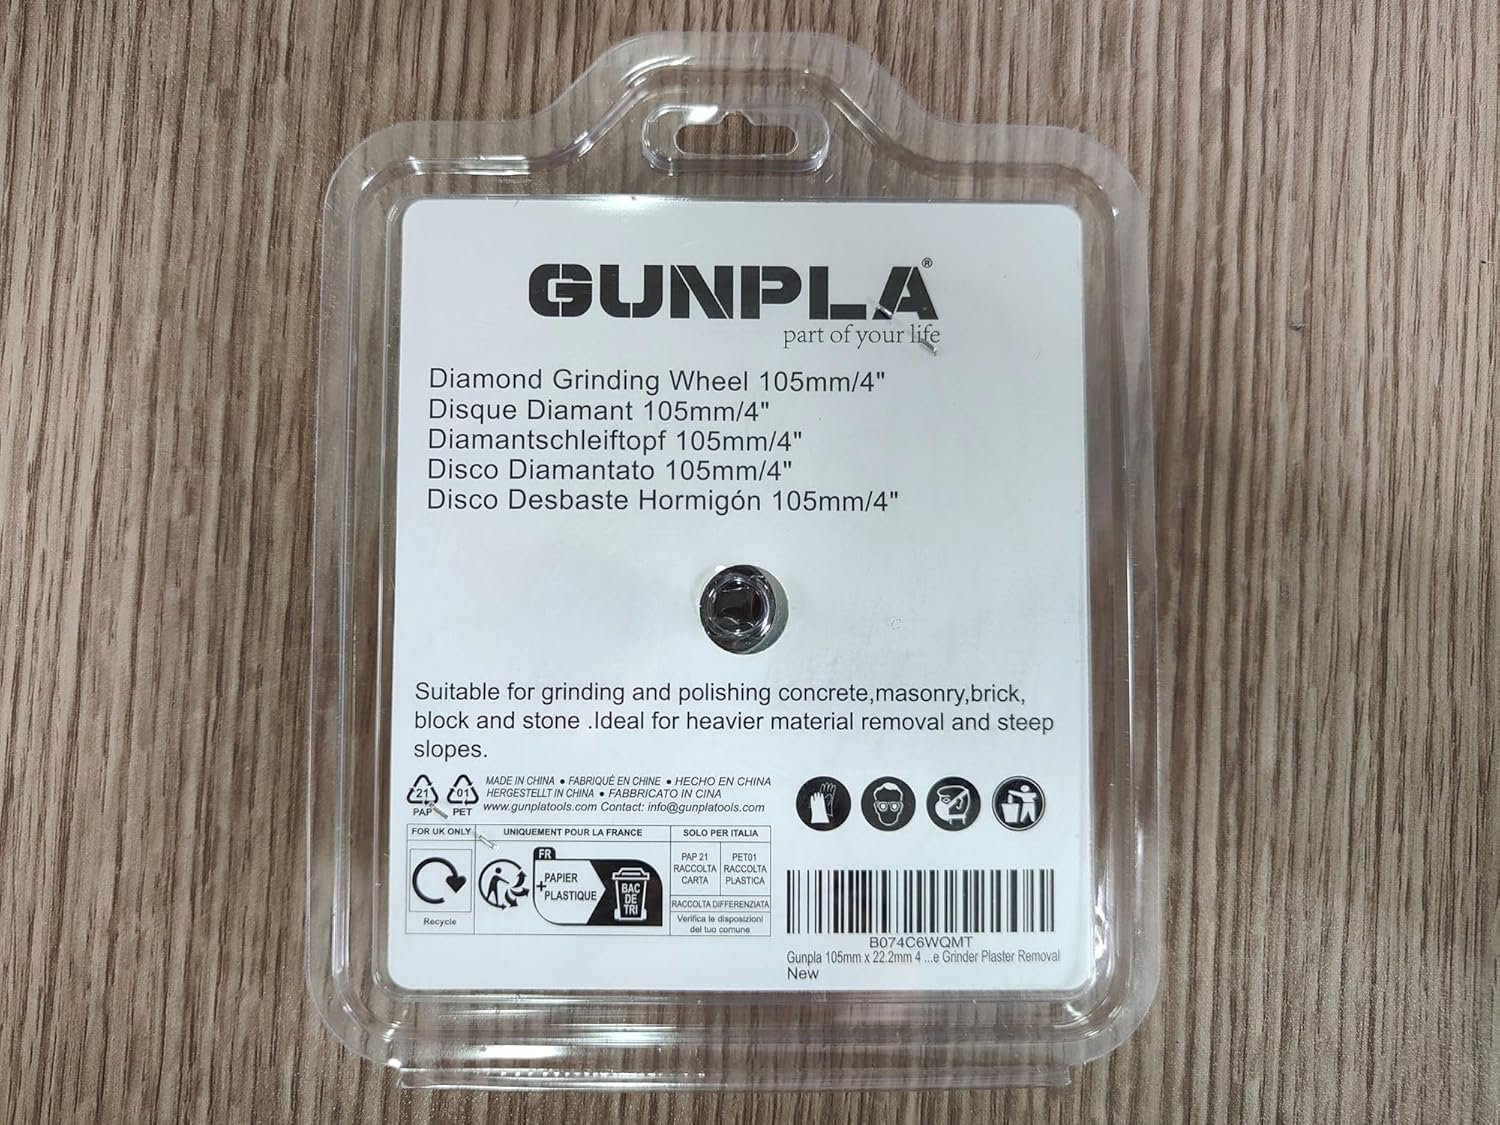 GUNPLA®
part of your life
Diamond Grinding Wheel 105mm/4"
Disque Diamant 105mm/4"
Diamantschleiftopf 105mm/4"
Disco Diamantato 105mm/4"
Disco Desbaste Hormigón 105mm/4"
Suitable for grinding and polishing concrete,masonry,brick,
block and stone .Ideal for heavier material removal and steep
slopes.
21
PAP
01
PET
MADE IN CHINA ● FABRIQUÉ EN CHINE ● HECHO EN CHINA
HERGESTELLT IN CHINA ● FABBRICATO IN CINA
www.gunplatools.com Contact: info@gunplatools.com
FOR UK ONLY
Recycle
UNIQUEMENT POUR LA FRANCE
FR
+PAPIER
PLASTIQUE
BAC
DE
TRI
SOLO PER ITALIA
PAP 21
RACCOLTA
CARTA
PET01
RACCOLTA
PLASTICA
RACCOLTA DIFFERENZIATA
Verifica le disposizioni
del tuo comune
B074C6WQMT
Gunpla 105mm x 22.2mm 4 ...e Grinder Plaster Removal
New